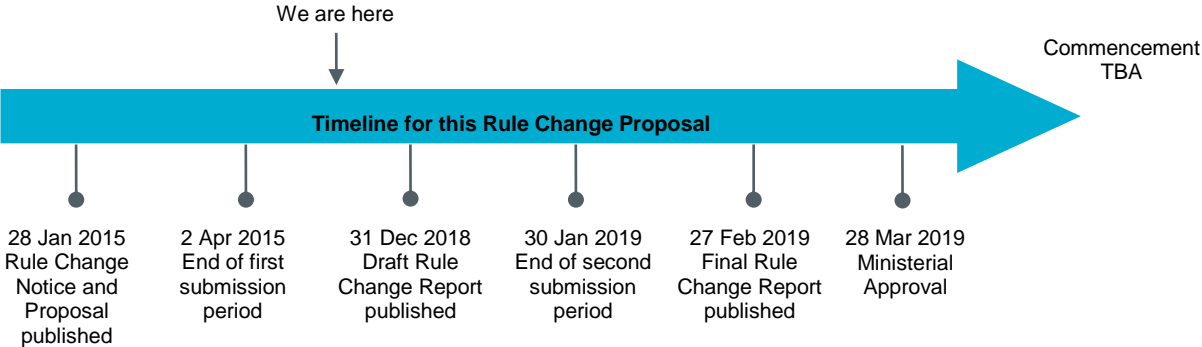 We are here
Commencement
TBA
Timeline for this Rule Change Proposal
28 Jan 2015
Rule Change
Notice and
Proposal
published
2 Apr 2015
End of first
submission
period
31 Dec 2018
Draft Rule
Change Report
published
30 Jan 2019
End of second
submission
period
27 Feb 2019
Final Rule
Change Report
published
28 Mar 2019
Ministerial
Approval